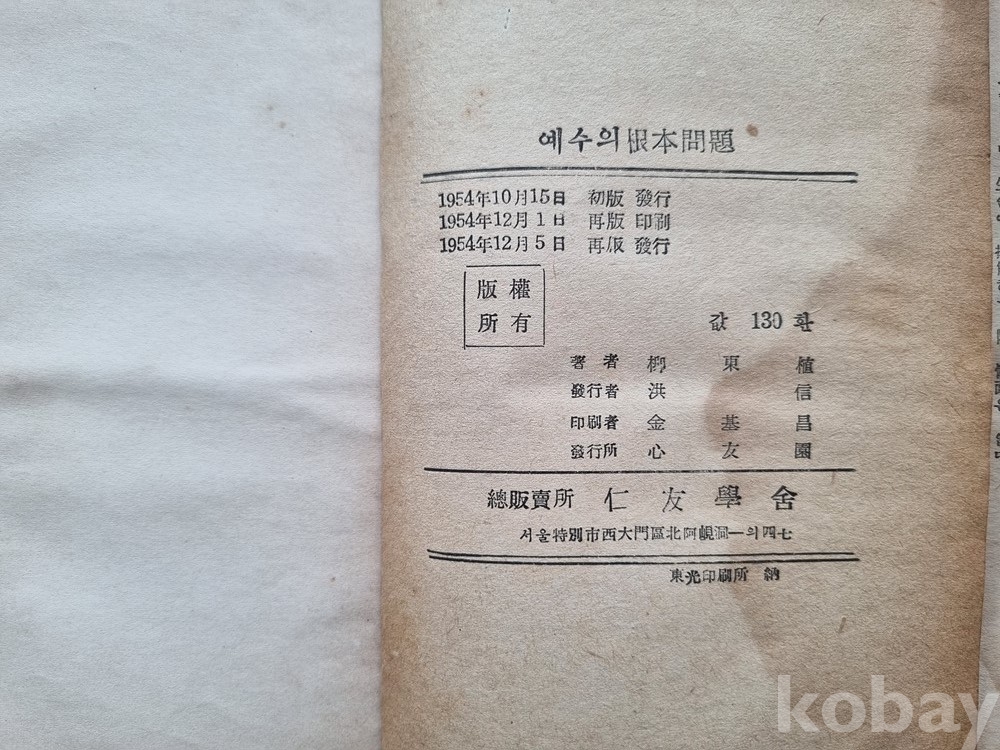 예수의 根本問題
1954年10月15日 初版 發行
1954年12月1日 再版 印刷
1954年12月5日 再版 發行
版權
所有
값 130 환
著者 柳東植
發行者 洪信
印刷者 金基昌
發行所 心友園
總販賣所 仁友學舍
서울特別市西大門區北阿峴洞一의四七
東光印刷所 納
kobay